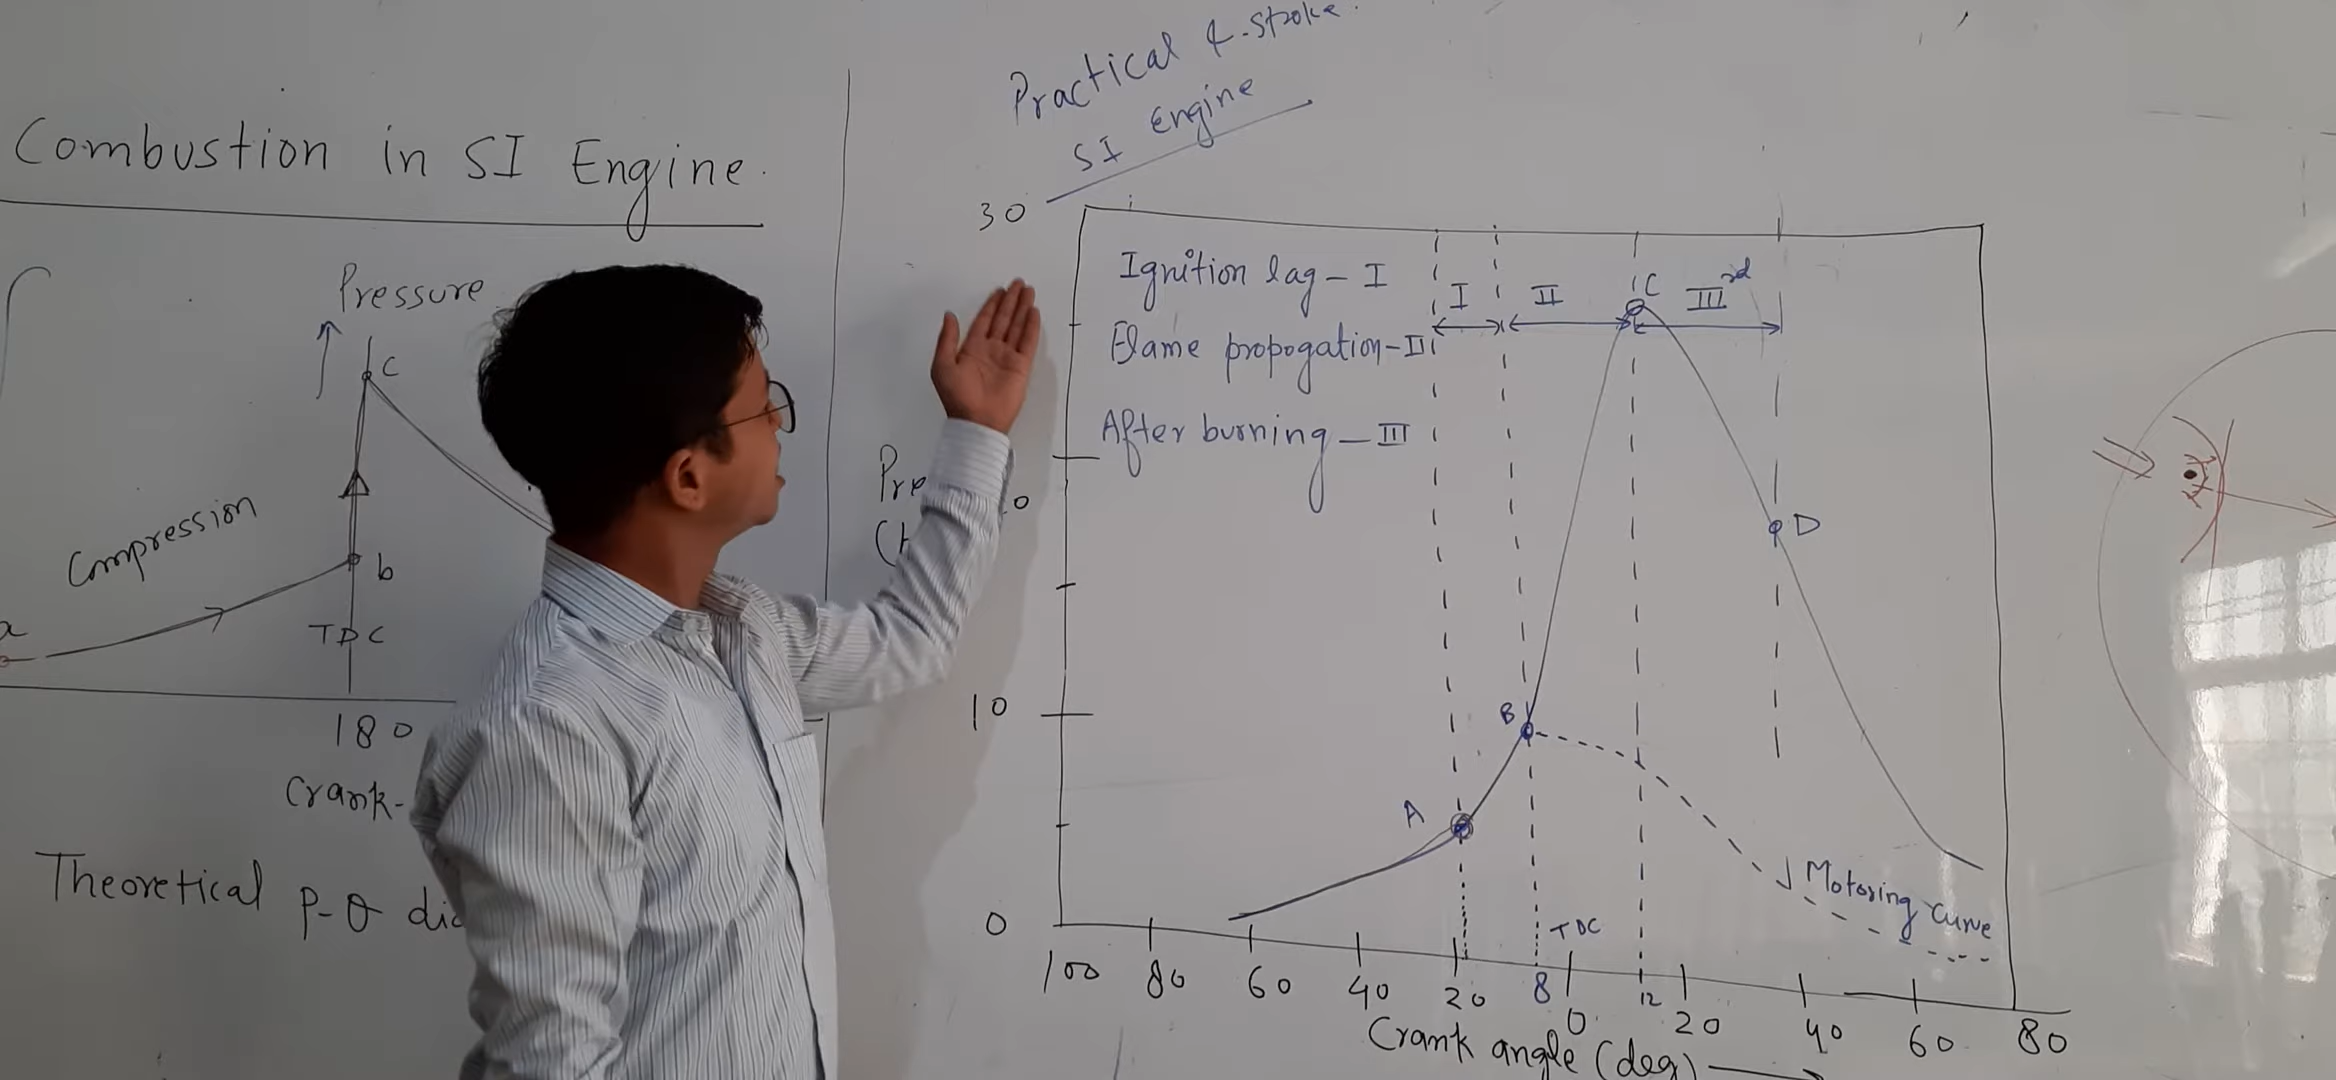 Combustion in SI Engine.
Pressure
C
Compression
b
a
TDC
180
Crank-
Theoretical P-θ
Practical 4-stroke
SI Engine
30
Ignition lag - I
Flame propogation - II
After burning - III
I
II
C
III rd
D
10
B
A
Motoring Curve
0
TDC
100 80 60 40 20 8 0 12 20 40 60 80
Crank angle (deg)